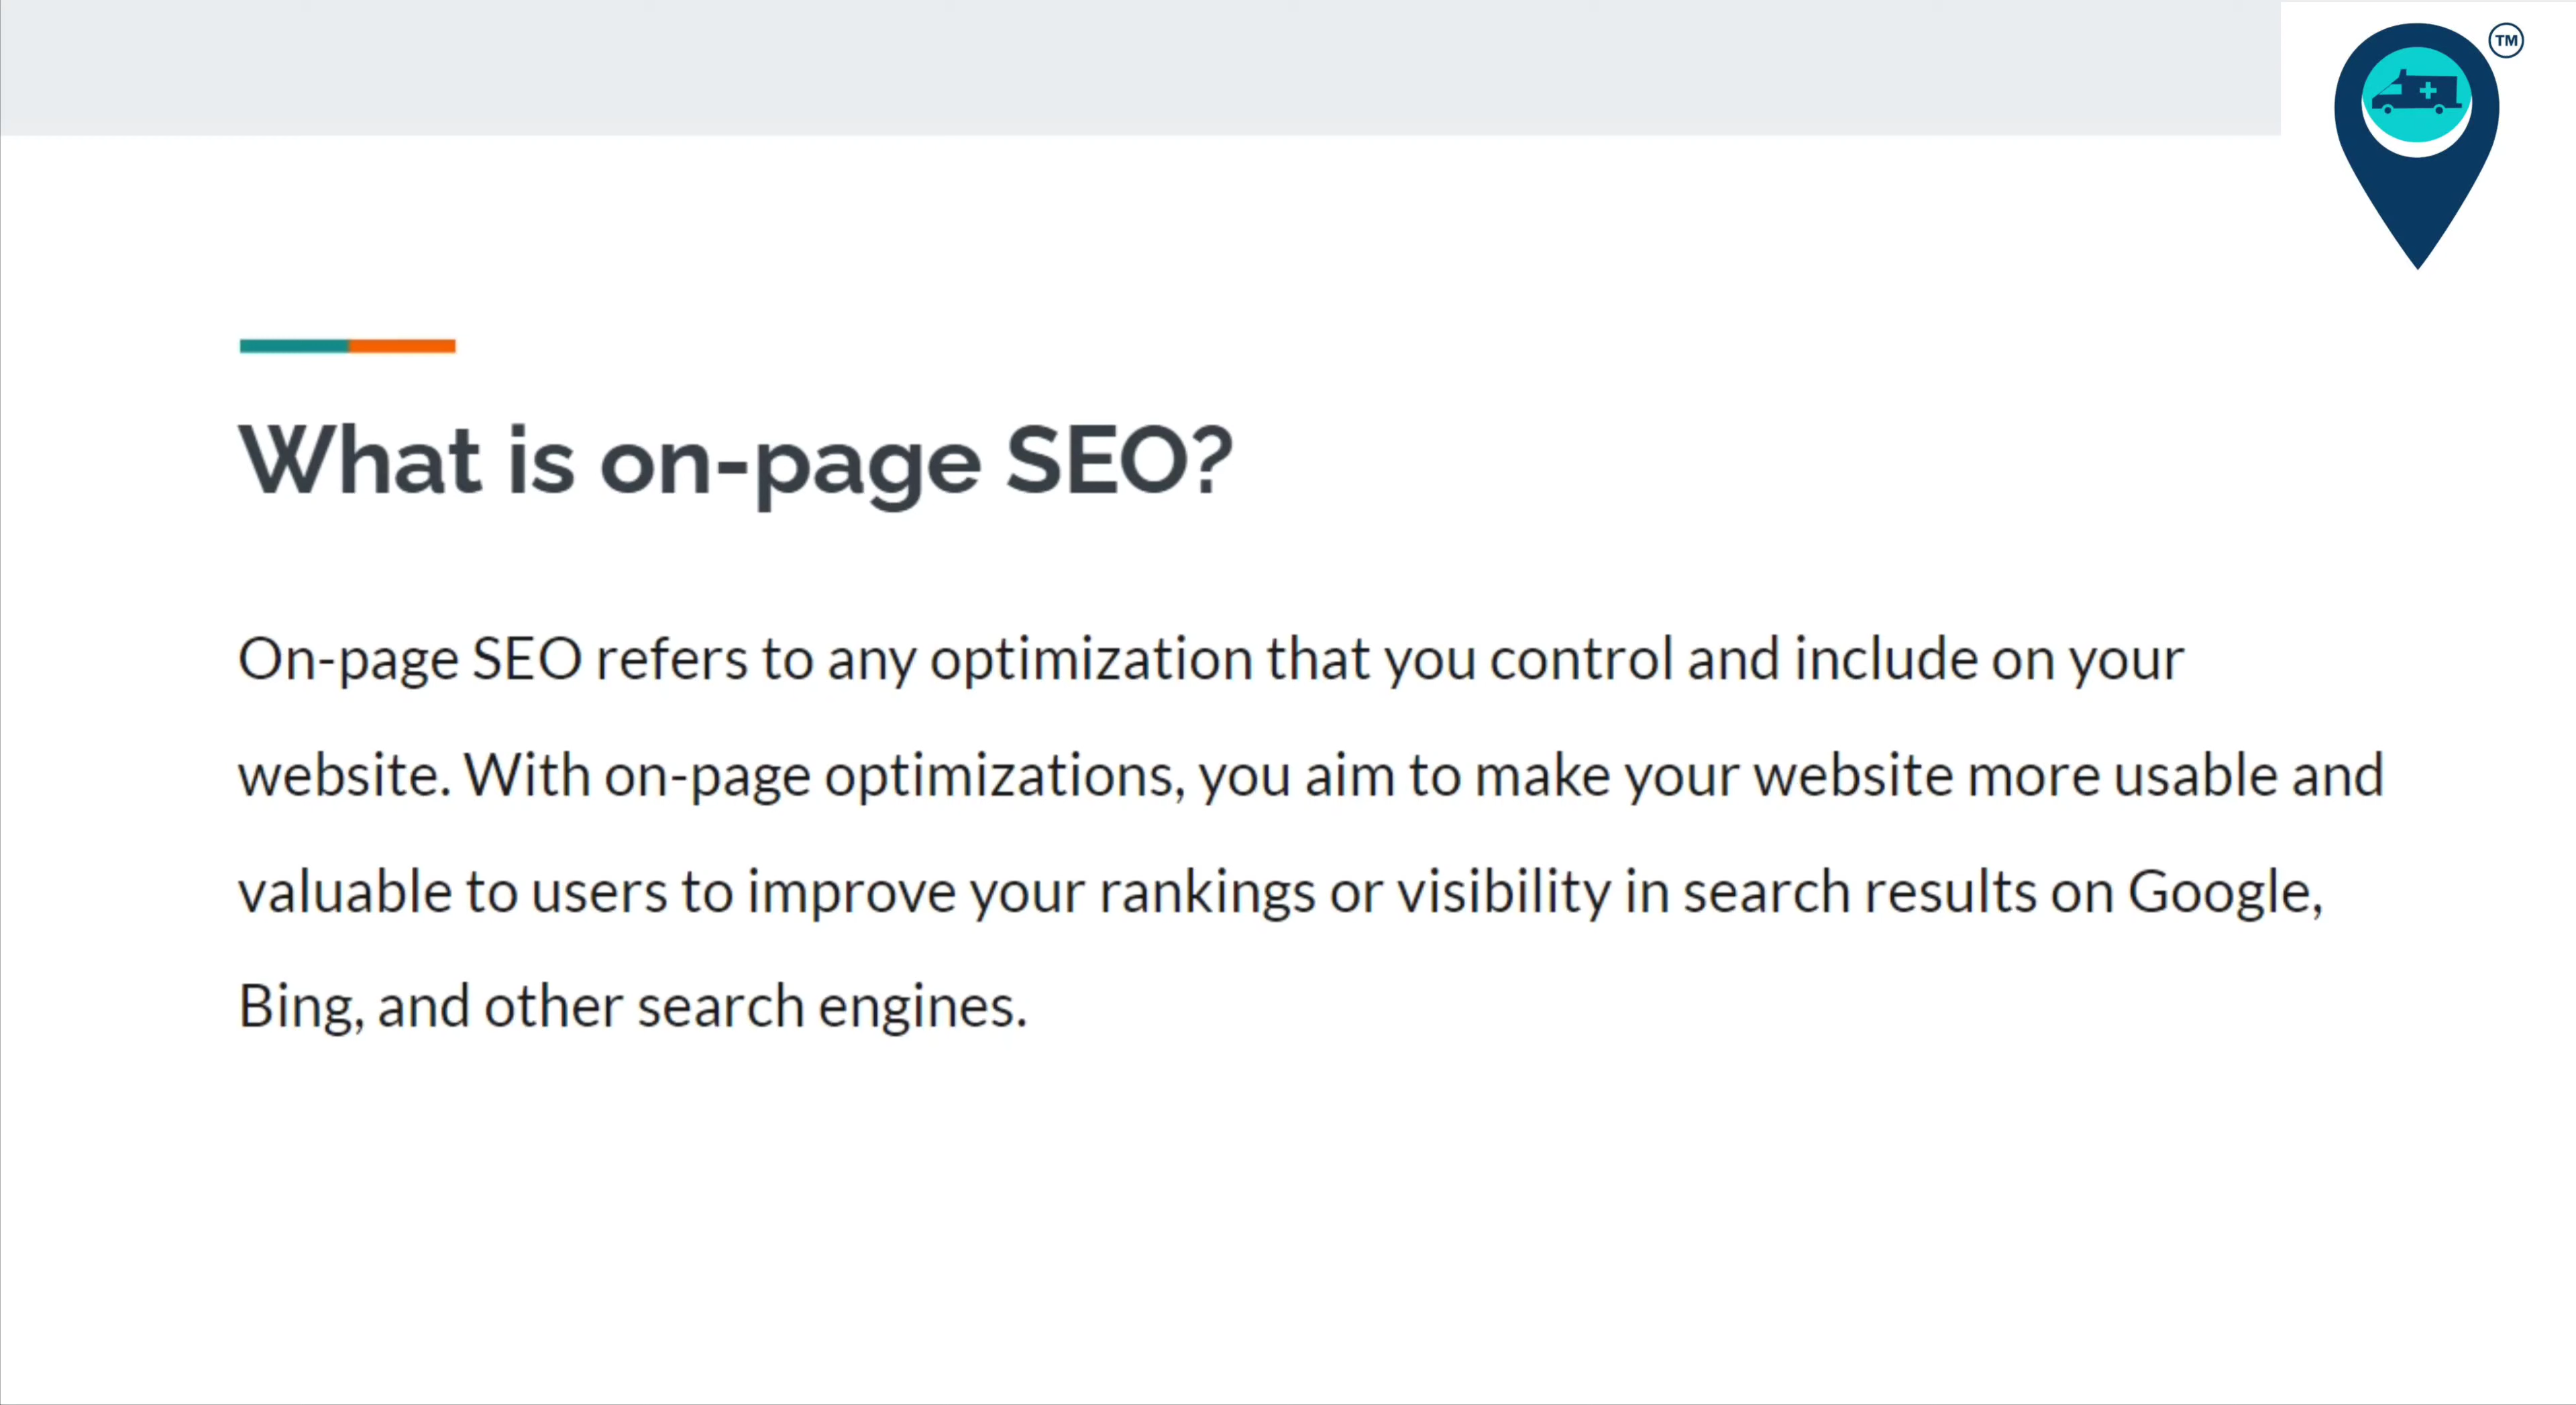 TM
What is on-page SEO?
On-page SEO refers to any optimization that you control and include on your
website. With on-page optimizations, you aim to make your website more usable and
valuable to users to improve your rankings or visibility in search results on Google,
Bing, and other search engines.